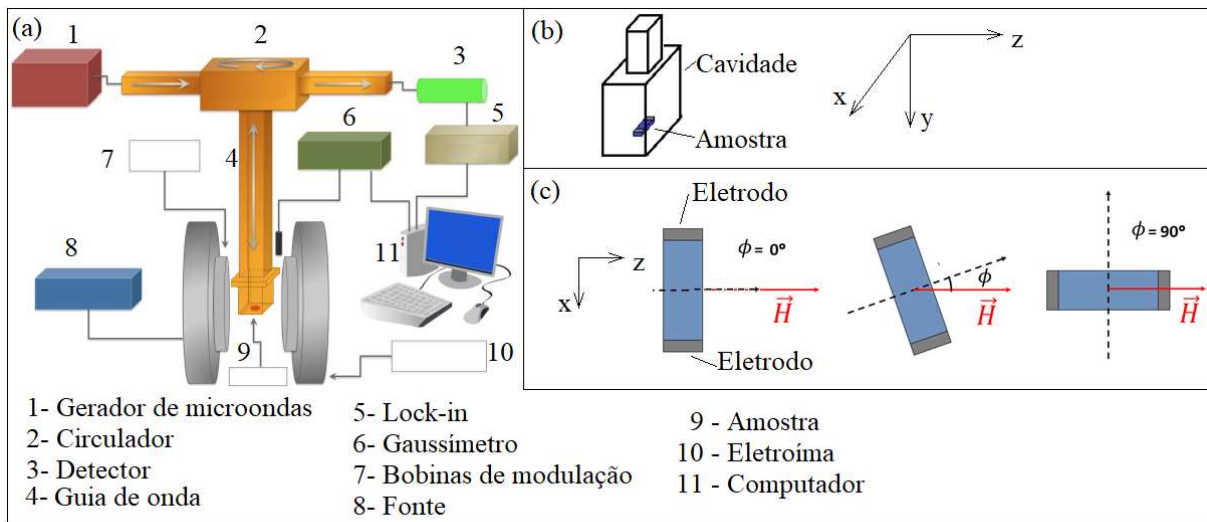 (a)
1
2
3
4
5
6
7
8
9
10
11
1- Gerador de microondas
2- Circulador
3- Detector
4- Guia de onda
5- Lock-in
6- Gaussímetro
7- Bobinas de modulação
8- Fonte
9 - Amostra
10 - Eletroíma
11 - Computador
(b)
Cavidade
Amostra
z
x
y
(c)
Eletrodo
Eletrodo
z
x
ϕ = 0º
H⃗
ϕ
H⃗
ϕ = 90º
H⃗